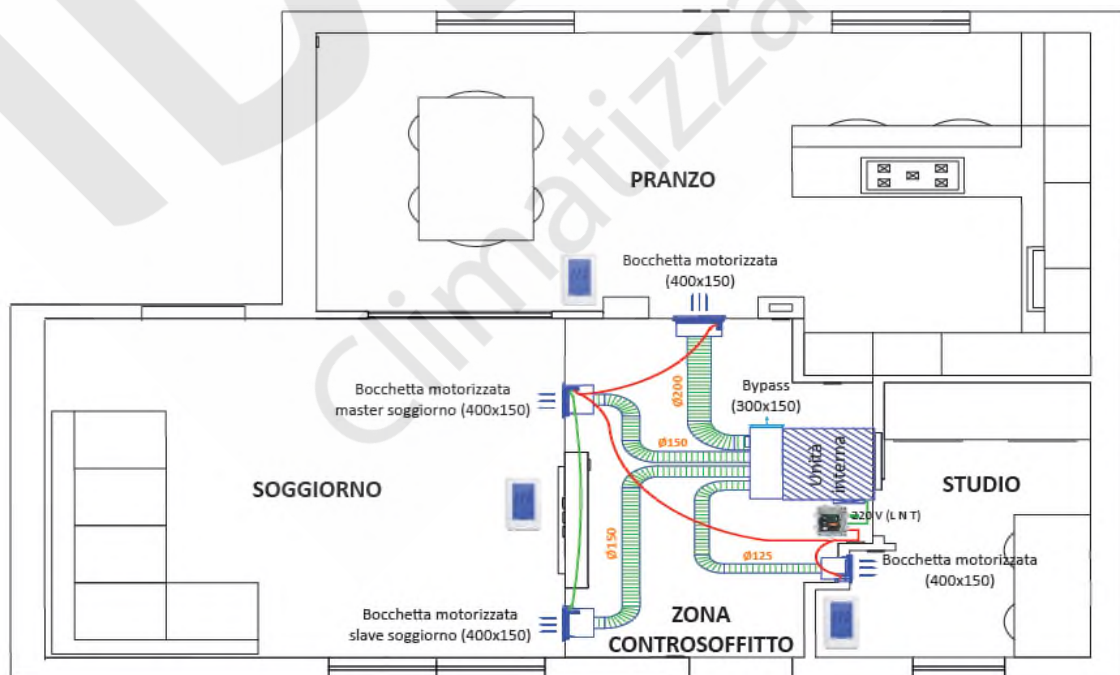 PRANZO
Bocchetta motorizzata
(400x150)
Bocchetta motorizzata
master soggiorno (400x150)
Ø200
Bypass
(300x150)
Ø150
Unità
interna
SOGGIORNO
STUDIO
220 V (L N T)
Ø150
Ø125
Bocchetta motorizzata
(400x150)
Bocchetta motorizzata
slave soggiorno (400x150)
ZONA
CONTROSOFFITTO
Climatizza